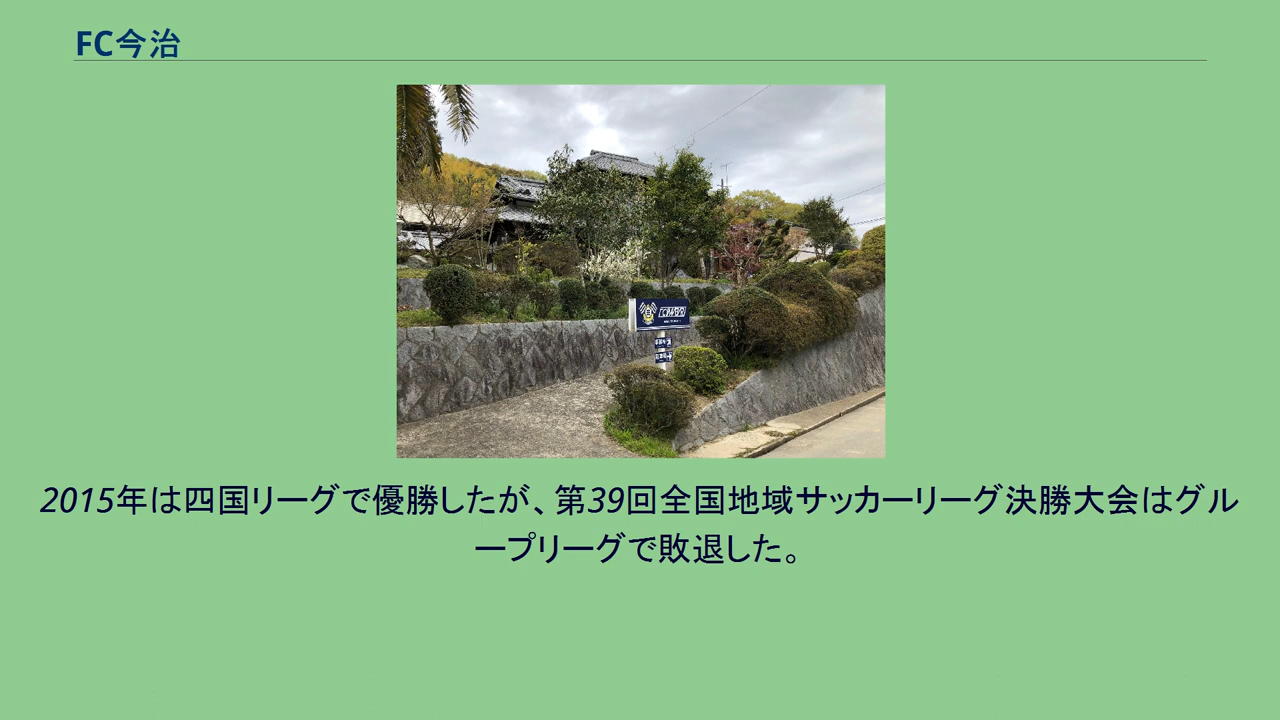 FC今治
2015年は四国リーグで優勝したが、第39回全国地域サッカーリーグ決勝大会はグル
ープリーグで敗退した。